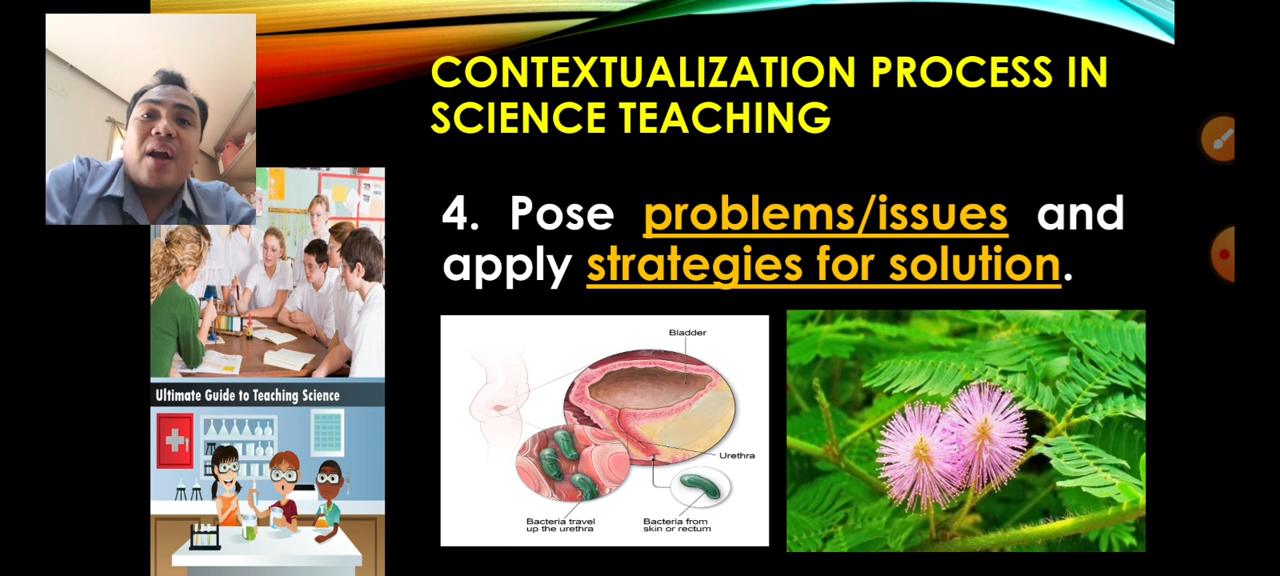 CONTEXTUALIZATION PROCESS IN
SCIENCE TEACHING
4. Pose problems/issues and
apply strategies for solution.
Ultimate Guide to Teaching Science
Bladder
Urethra
Bacteria travel
up the urethra
Bacteria from
skin or rectum